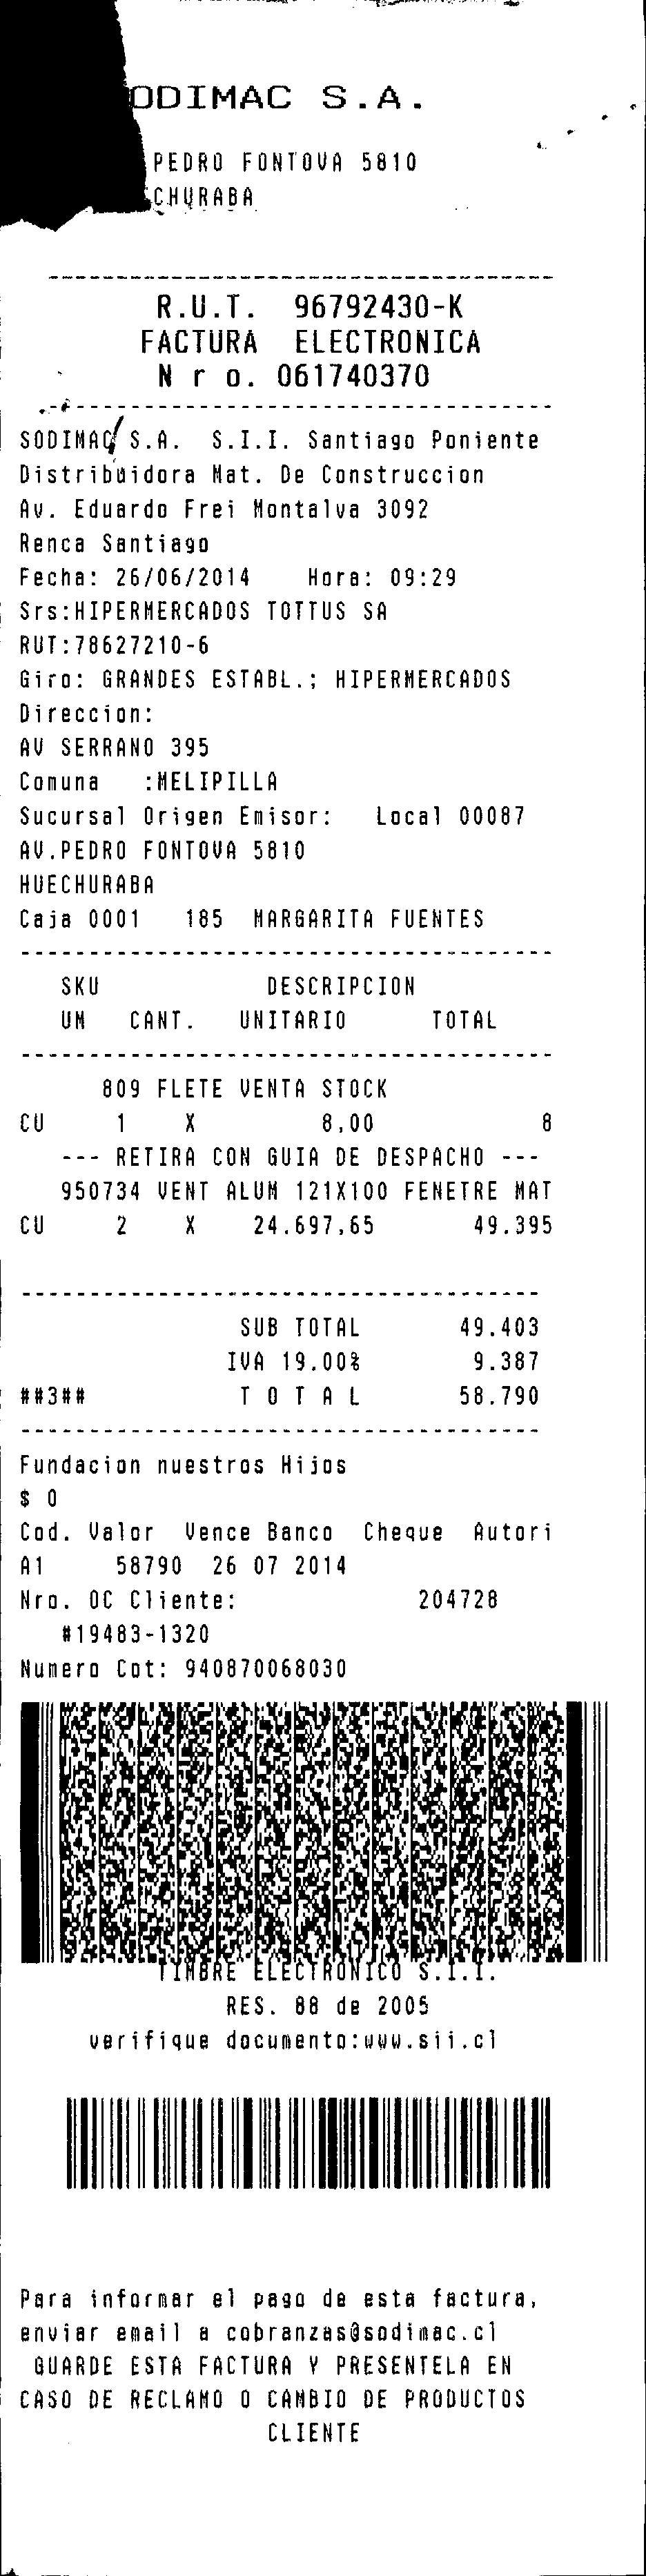 ODIMAC S.A.
PEDRO FONTOVA 5810
CHURABA
R.U.T. 96792430-K
FACTURA ELECTRONICA
N r o. 061740370
SODIMAC S.A. S.I.I. Santiago Poniente
Distribuidora Mat. De Construccion
Av. Eduardo Frei Montalva 3092
Renca Santiago
Fecha: 26/06/2014 Hora: 09:29
Srs:HIPERMERCADOS TOTTUS SA
RUT:78627210-6
Giro: GRANDES ESTABL.; HIPERMERCADOS
Direccion:
AV SERRANO 395
Comuna :MELIPILLA
Sucursal Origen Emisor: Local 00087
AV.PEDRO FONTOVA 5810
HUECHURABA
Caja 0001 185 MARGARITA FUENTES
SKU DESCRIPCION
UM CANT. UNITARIO TOTAL
809 FLETE VENTA STOCK
CU 1 X 8,00 8
--- RETIRA CON GUIA DE DESPACHO ---
950734 VENT ALUM 121X100 FENETRE MAT
CU 2 X 24.697,65 49.395
SUB TOTAL 49.403
IVA 19.00% 9.387
##3## T O T A L 58.790
Fundacion nuestros Hijos
$ 0
Cod. Valor Vence Banco Cheque Autori
A1 58790 26 07 2014
Nro. OC Cliente: 204728
#19483-1320
Numero Cot: 940870068030
TIMBRE ELECTRONICO S.I.I.
RES. 88 de 2005
verifique documento:www.sii.cl
Para informar el pago de esta factura,
enviar email a cobranzas@sodimac.cl
GUARDE ESTA FACTURA Y PRESENTELA EN
CASO DE RECLAMO O CAMBIO DE PRODUCTOS
CLIENTE